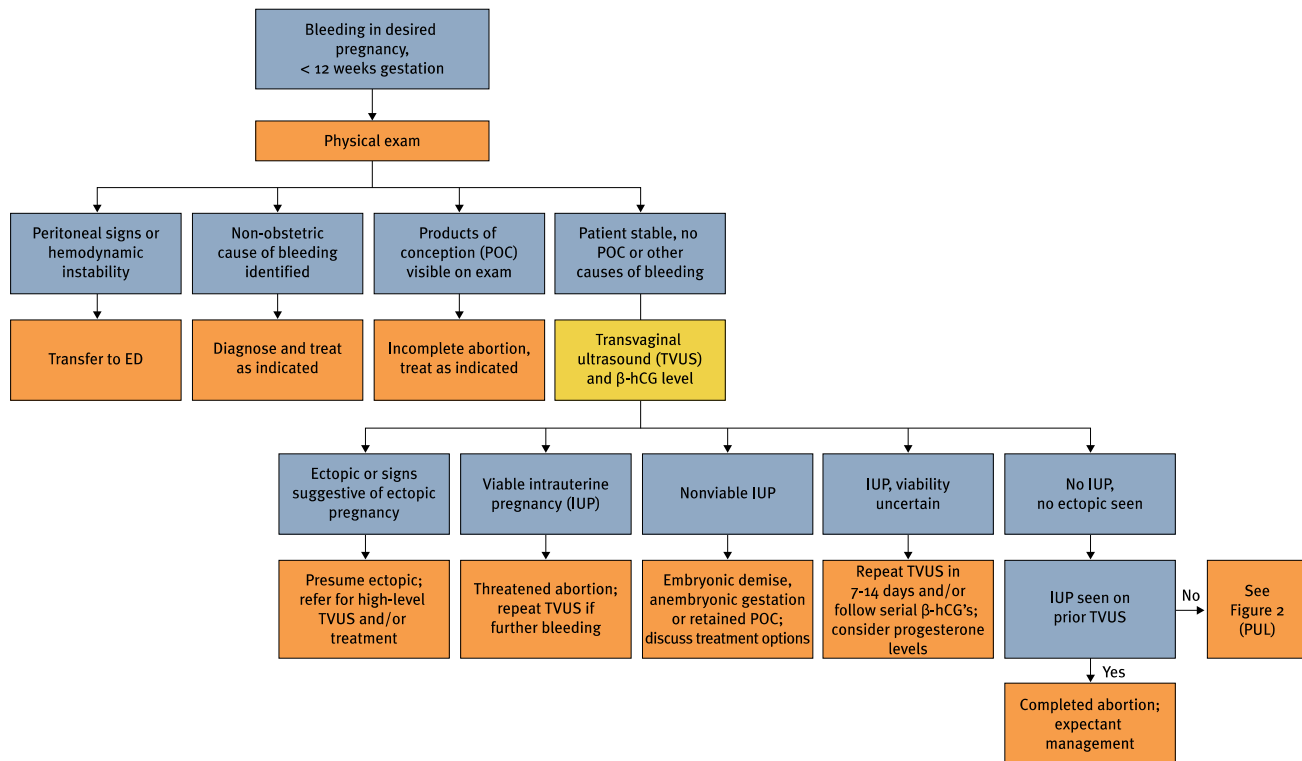 Bleeding in desired
pregnancy,
< 12 weeks gestation
Physical exam
Peritoneal signs or
hemodynamic
instability
Non-obstetric
cause of bleeding
identified
Products of
conception (POC)
visible on exam
Patient stable, no
POC or other
causes of bleeding
Transfer to ED
Diagnose and treat
as indicated
Incomplete abortion,
treat as indicated
Transvaginal
ultrasound (TVUS)
and β-hCG level
Ectopic or signs
suggestive of ectopic
pregnancy
Viable intrauterine
pregnancy (IUP)
Nonviable IUP
IUP, viability
uncertain
No IUP,
no ectopic seen
Presume ectopic;
refer for high-level
TVUS and/or
treatment
Threatened abortion;
repeat TVUS if
further bleeding
Embryonic demise,
anembryonic gestation
or retained POC;
discuss treatment options
Repeat TVUS in
7-14 days and/or
follow serial β-hCG's;
consider progesterone
levels
IUP seen on
prior TVUS
No
See
Figure 2
(PUL)
Yes
Completed abortion;
expectant
management